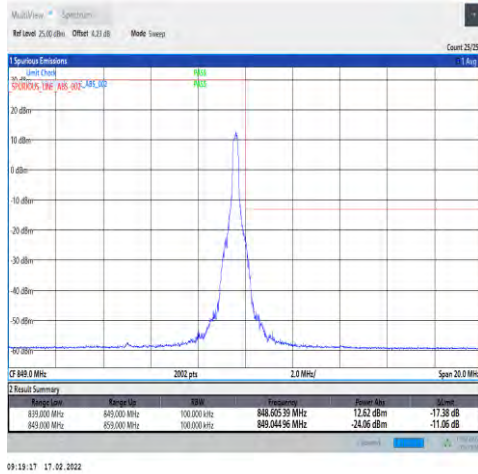 MultiView Spectrum
Ref Level 25.00 dBm Offset 4.23 dB Mode Sweep
Count 25/25
1 Spurious Emissions 1 Avg
Limit Check PASS
_SPURIOUS_LINE_ABS_002_ABS_002 PASS
20 dBm
10 dBm
0 dBm
-10 dBm
-20 dBm
-30 dBm
-40 dBm
-50 dBm
-60 dBm
CF 849.0 MHz 2002 pts 2.0 MHz/ Span 20.0 MHz
2 Result Summary
Range Low Range Up RBW Frequency Power Abs ΔLimit
839.000 MHz 849.000 MHz 100.000 kHz 848.60539 MHz 12.62 dBm -17.38 dB
849.000 MHz 859.000 MHz 100.000 kHz 849.04496 MHz -24.06 dBm -11.06 dB
09:19:17 17.02.2022